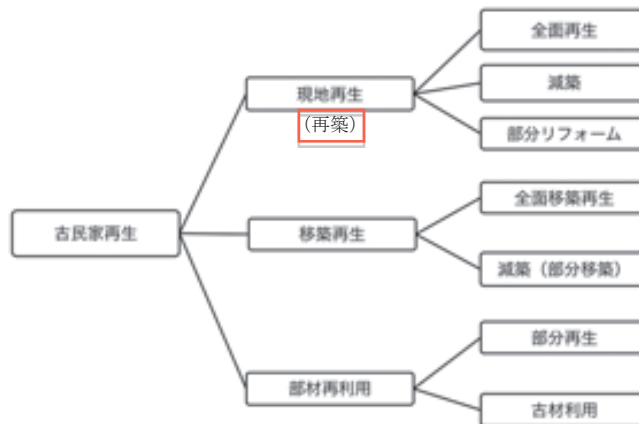 古民家再生
現地再生
（再築）
全面再生
減築
部分リフォーム
移築再生
全面移築再生
減築（部分移築）
部材再利用
部分再生
古材利用